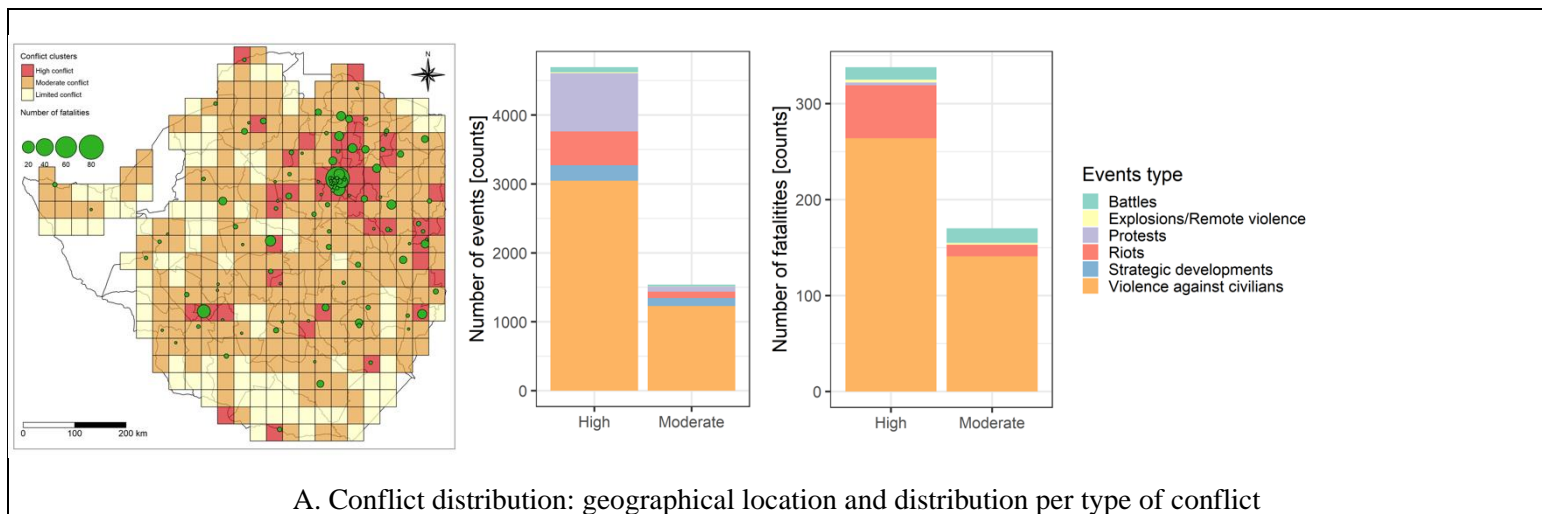 Conflict clusters
High conflict
Moderate conflict
Limited conflict
Number of fatalities
20 40 60 80
N
0 100 200 km
Number of events [counts]
4000
3000
2000
1000
0
High Moderate
Number of fatalitites [counts]
300
200
100
0
High Moderate
Events type
Battles
Explosions/Remote violence
Protests
Riots
Strategic developments
Violence against civilians
A. Conflict distribution: geographical location and distribution per type of conflict